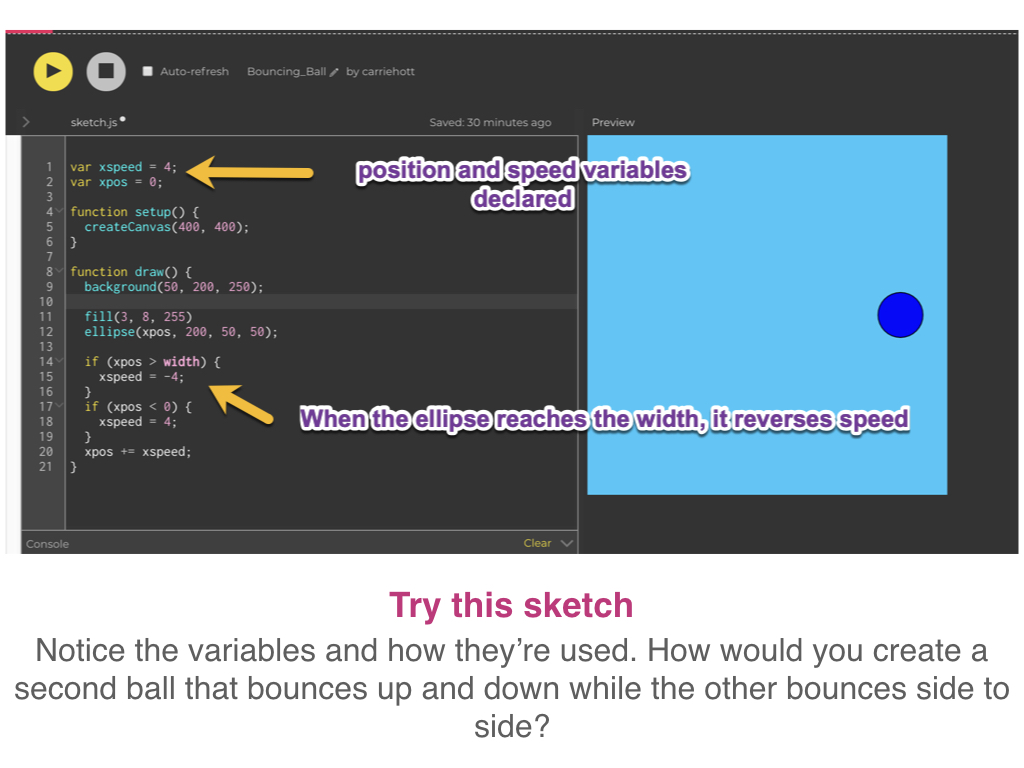 Auto-refresh Bouncing_Ball by carriehott
sketch.js Saved: 30 minutes ago Preview
1 var xspeed = 4;
2 var xpos = 0;
3
4 function setup() {
5 createCanvas(400, 400);
6 }
7
8 function draw() {
9 background(50, 200, 250);
10
11 fill(3, 8, 255)
12 ellipse(xpos, 200, 50, 50);
13
14 if (xpos > width) {
15 xspeed = -4;
16 }
17 if (xpos < 0) {
18 xspeed = 4;
19 }
20 xpos += xspeed;
21 }
position and speed variables
declared
When the ellipse reaches the width, it reverses speed
Console Clear
Try this sketch
Notice the variables and how they’re used. How would you create a
second ball that bounces up and down while the other bounces side to
side?